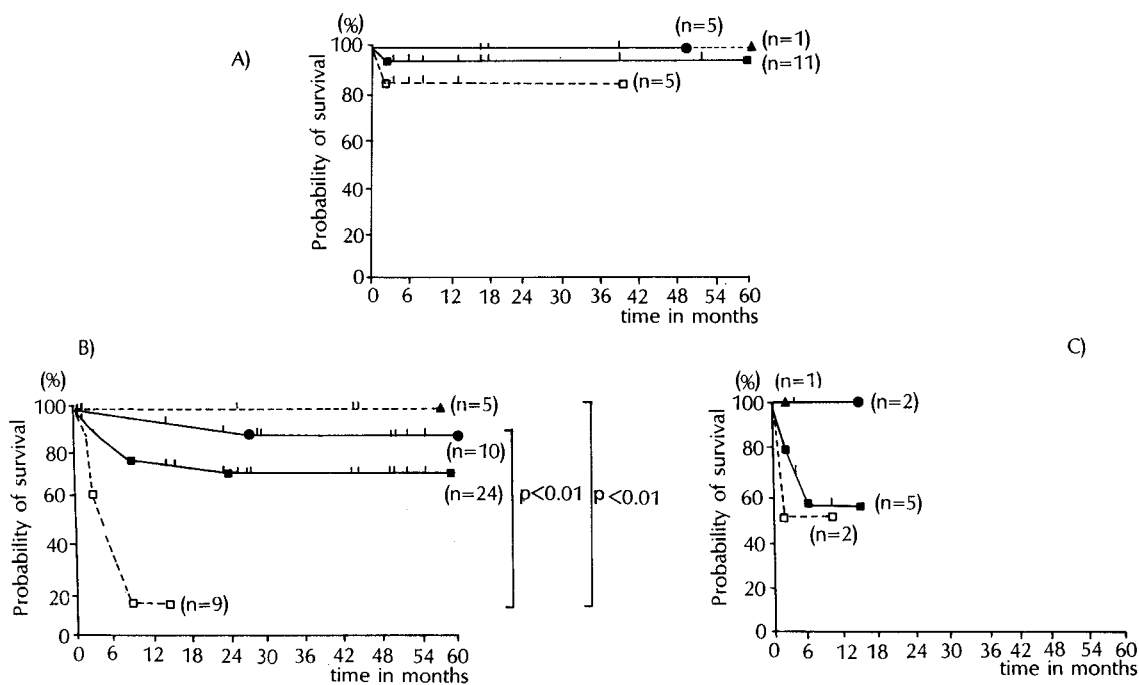 A)
(%)
Probability of survival
100
80
60
40
20
0
(n=5)
(n=1)
(n=11)
(n=5)
0 6 12 18 24 30 36 42 48 54 60
time in months
B)
(%)
Probability of survival
100
80
60
40
20
0
(n=5)
(n=10)
(n=24)
(n=9)
p<0.01
p<0.01
0 6 12 24 30 36 42 48 54 60
time in months
C)
(%)
Probability of survival
100
80
60
40
20
0
(n=1)
(n=2)
(n=5)
(n=2)
0 6 12 18 24 30 36 42 48 54 60
time in months